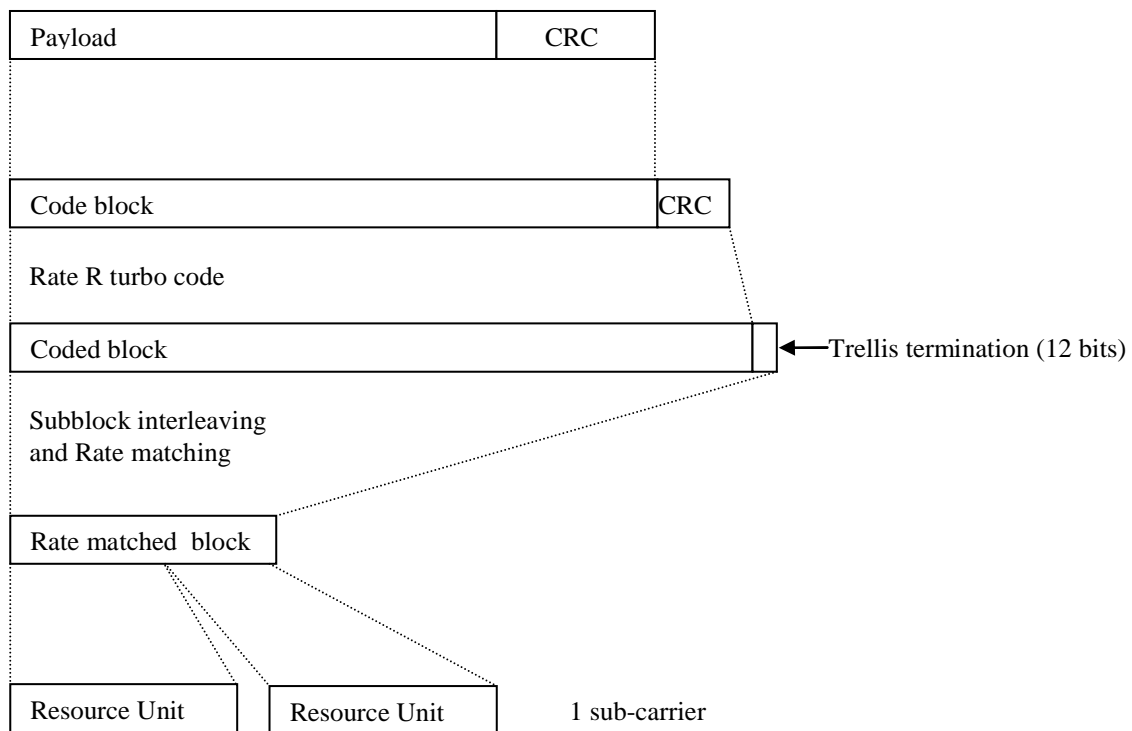 Payload CRC
Code block CRC
Rate R turbo code
Coded block Trellis termination (12 bits)
Subblock interleaving
and Rate matching
Rate matched block
Resource Unit Resource Unit 1 sub-carrier